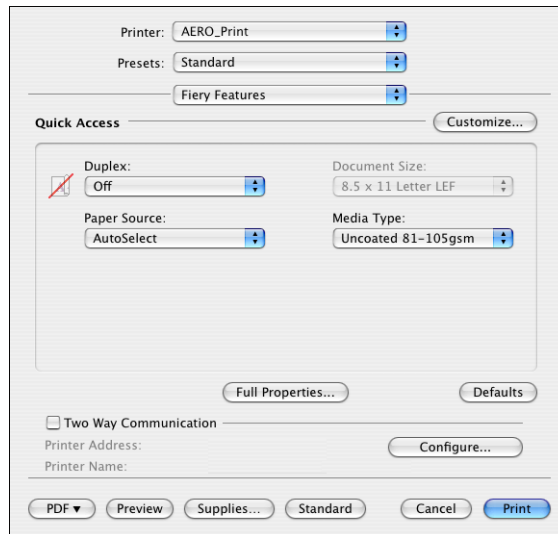 Printer: AERO_Print
Presets: Standard
Fiery Features
Quick Access Customize...
Duplex: Document Size:
Off 8.5 x 11 Letter LEF
Paper Source: Media Type:
AutoSelect Uncoated 81-105gsm
Full Properties... Defaults
Two Way Communication
Printer Address: Configure...
Printer Name:
PDF ▼ Preview Supplies... Standard Cancel Print